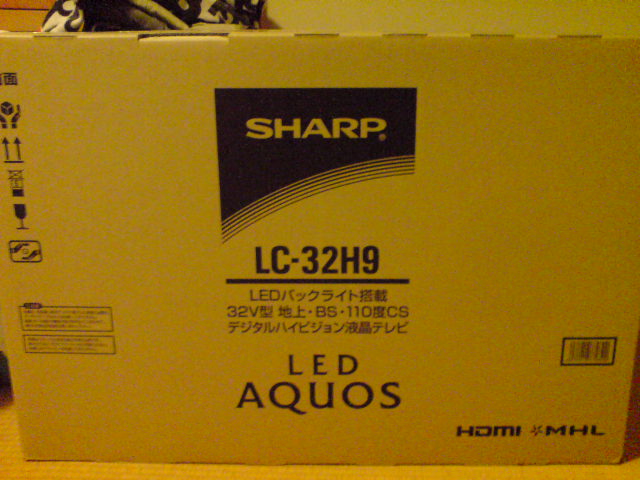 面
SHARP
LC-32H9
LEDバックライト搭載
32V型 地上・BS・110度CS
デジタルハイビジョン液晶テレビ
LED
AQUOS
HDMI MHL